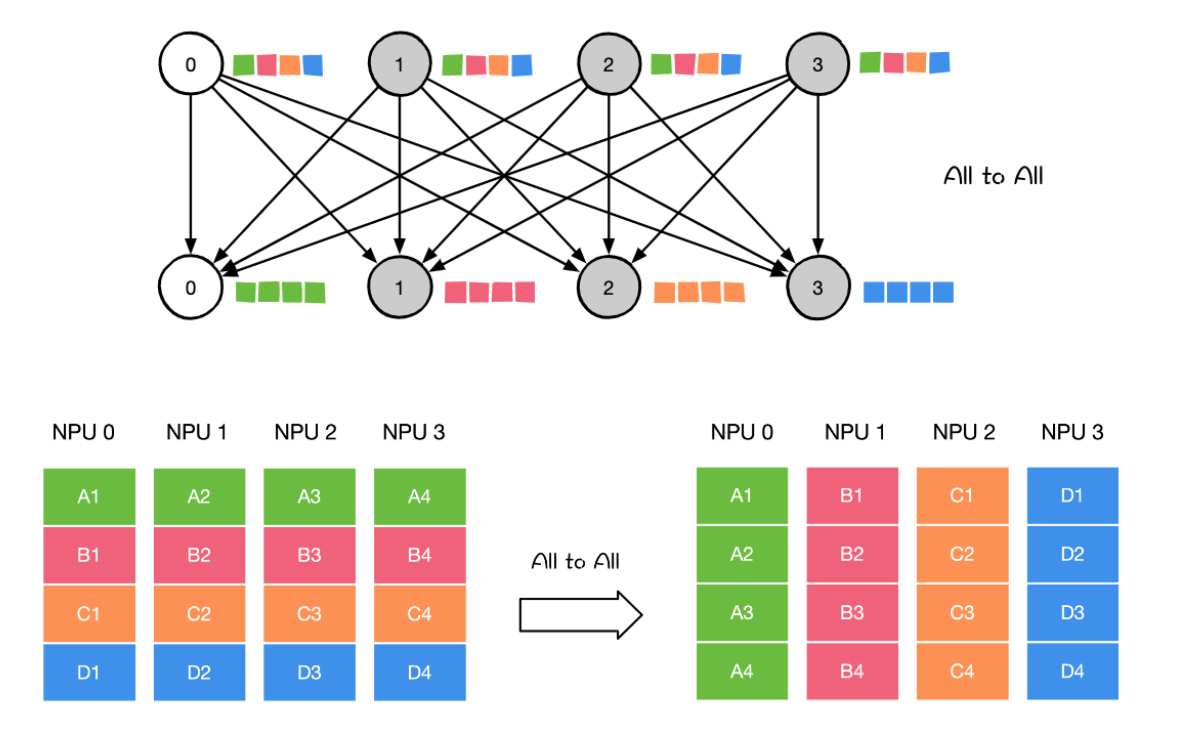 0 1 2 3
All to All
0 1 2 3
NPU 0 NPU 1 NPU 2 NPU 3 NPU 0 NPU 1 NPU 2 NPU 3
A1 A2 A3 A4 A1 B1 C1 D1
B1 B2 B3 B4 A2 B2 C2 D2
All to All
C1 C2 C3 C4 A3 B3 C3 D3
D1 D2 D3 D4 A4 B4 C4 D4